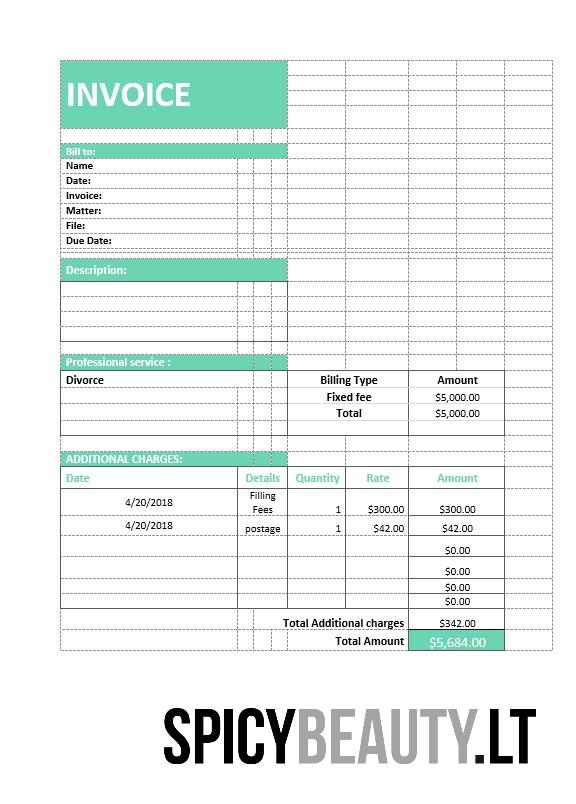 INVOICE
Bill to:
Name
Date:
Invoice:
Matter:
File:
Due Date:
Description:
Professional service :
Divorce Billing Type Amount
Fixed fee $5,000.00
Total $5,000.00
ADDITIONAL CHARGES:
Date Details Quantity Rate Amount
4/20/2018 Filling Fees 1 $300.00 $300.00
4/20/2018 postage 1 $42.00 $42.00
$0.00
$0.00
$0.00
$0.00
Total Additional charges $342.00
Total Amount $5,684.00
SPICYBEAUTY.LT